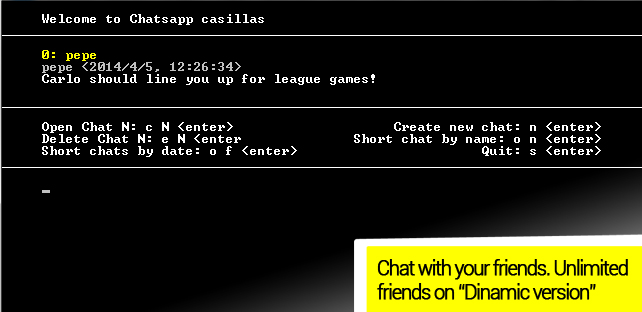 Welcome to Chatsapp casillas
0: pepe
pepe <2014/4/5, 12:26:34>
Carlo should line you up for league games!
Open Chat N: c N <enter>
Create new chat: n <enter>
Delete Chat N: e N <enter
Short chat by name: o n <enter>
Short chats by date: o f <enter>
Quit: s <enter>
Chat with your friends. Unlimited
friends on "Dinamic version"